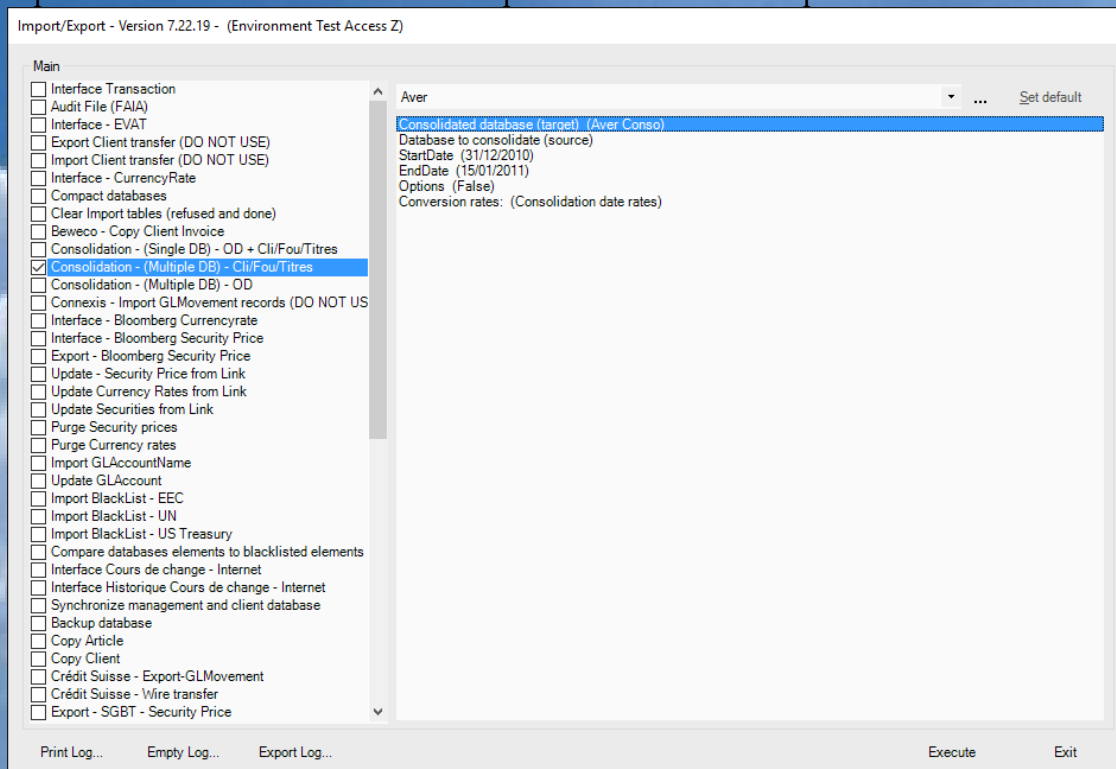 Import/Export - Version 7.22.19 - (Environment Test Access Z)
Main
Interface Transaction
Audit File (FAIA)
Interface - EVAT
Export Client transfer (DO NOT USE)
Import Client transfer (DO NOT USE)
Interface - CurrencyRate
Compact databases
Clear Import tables (refused and done)
Beweco - Copy Client Invoice
Consolidation - (Single DB) - OD + Cli/Fou/Titres
Consolidation - (Multiple DB) - Cli/Fou/Titres
Consolidation - (Multiple DB) - OD
Connexis - Import GLMovement records (DO NOT US
Interface - Bloomberg Currencyrate
Interface - Bloomberg Security Price
Export - Bloomberg Security Price
Update - Security Price from Link
Update Currency Rates from Link
Update Securities from Link
Purge Security prices
Purge Currency rates
Import GLAccountName
Update GLAccount
Import BlackList - EEC
Import BlackList - UN
Import BlackList - US Treasury
Compare databases elements to blacklisted elements
Interface Cours de change - Internet
Interface Historique Cours de change - Internet
Synchronize management and client database
Backup database
Copy Article
Copy Client
Crédit Suisse - Export-GLMovement
Crédit Suisse - Wire transfer
Export - SGBT - Security Price
Aver
... Set default
Consolidated database (target) (Aver Conso)
Database to consolidate (source)
StartDate (31/12/2010)
EndDate (15/01/2011)
Options (False)
Conversion rates: (Consolidation date rates)
Print Log... Empty Log... Export Log... Execute Exit